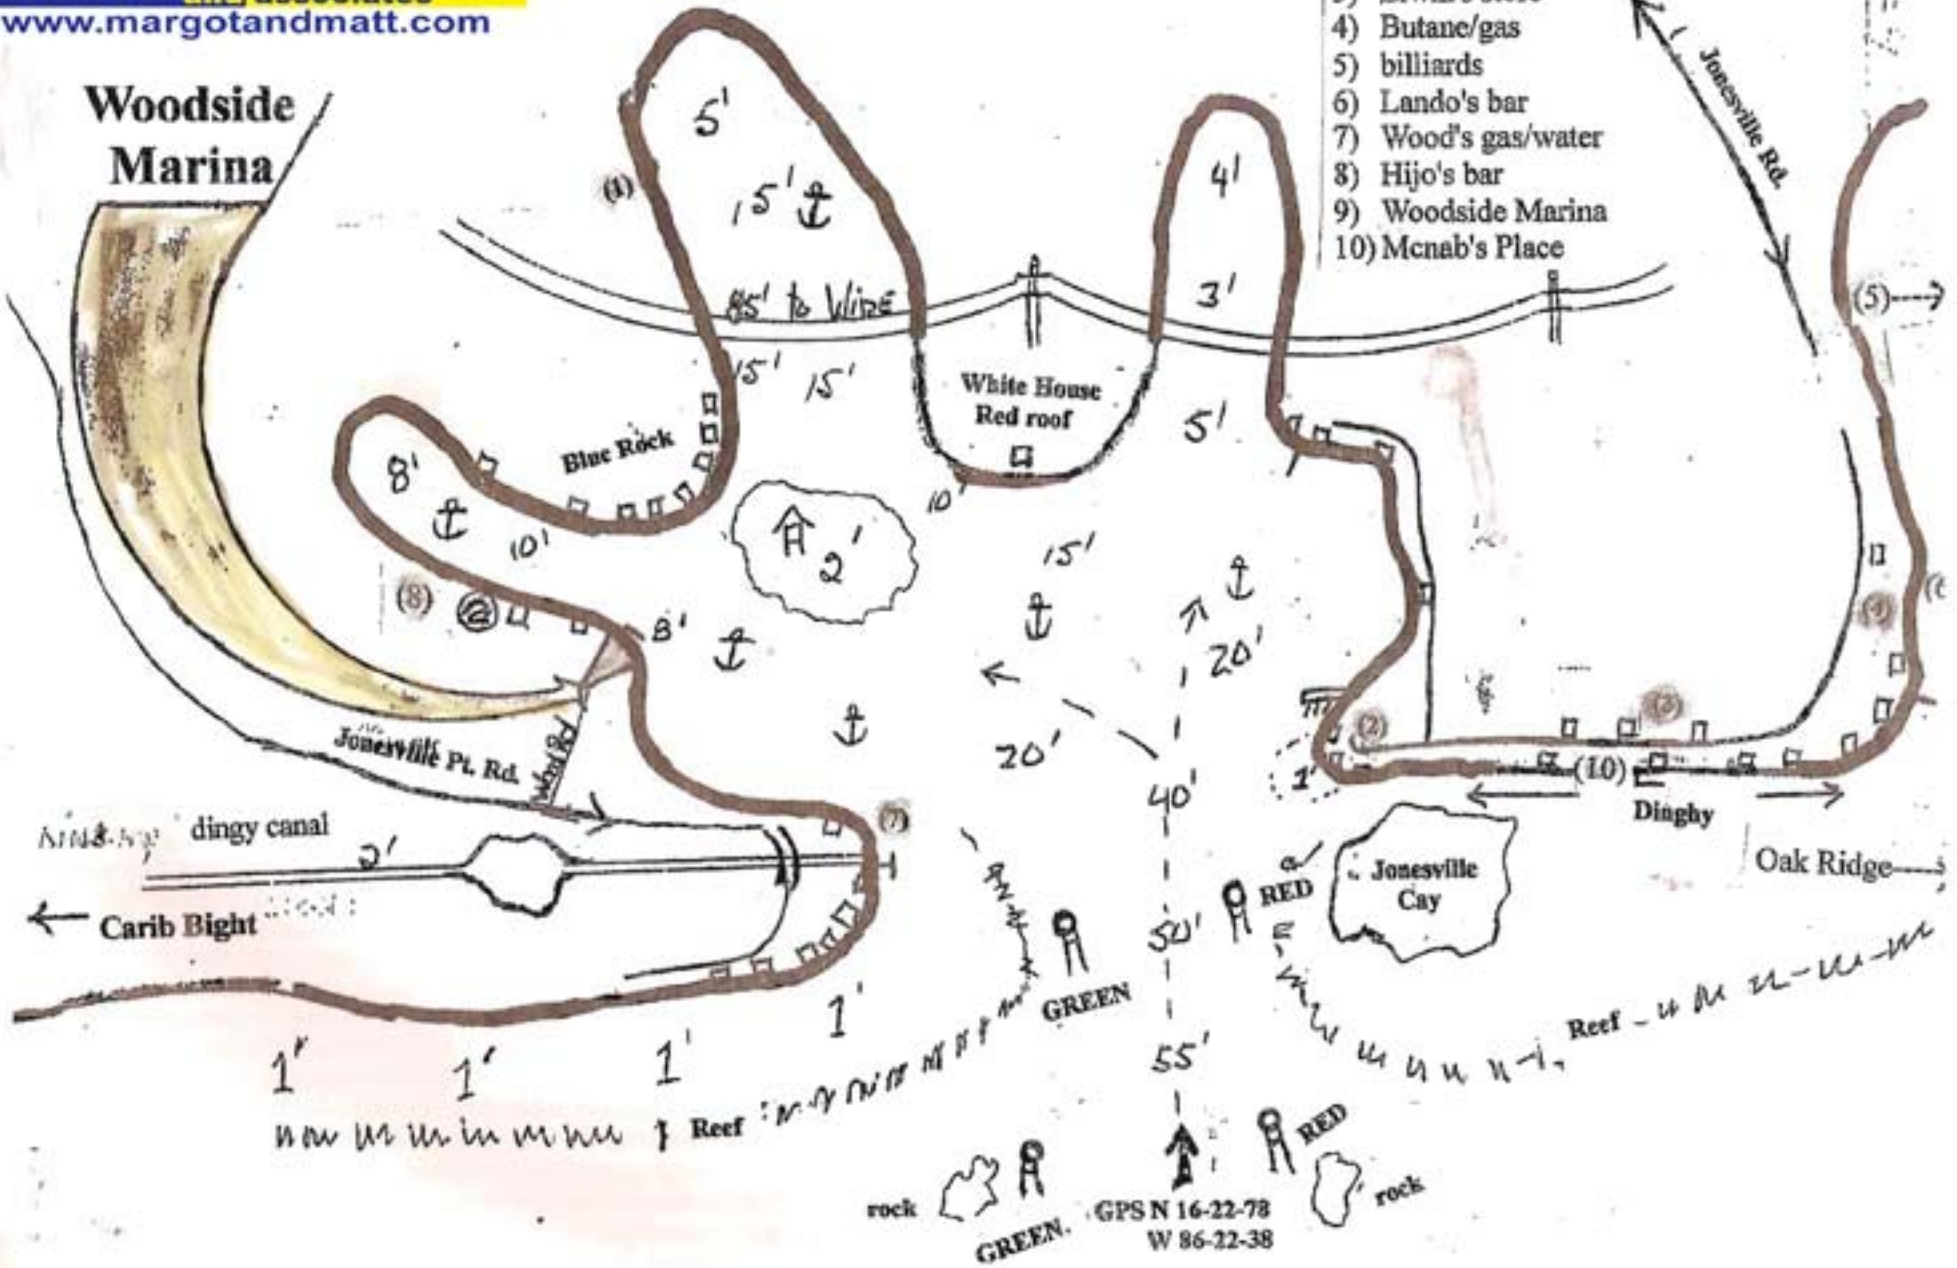 associates
www.margotandmatt.com
4) Butane/gas
5) billiards
6) Lando's bar
7) Wood's gas/water
8) Hijo's bar
9) Woodside Marina
10) Mcnab's Place
Jonesville Rd.
Woodside
Marina
5'
15'
4'
3'
(5)
85' to Wire
15' 15'
White House
Red roof
5'
Blue Rock
8'
10'
10'
2'
15'
(8)
8'
20'
20'
(2)
1'
(10)
Dinghy
Jonesville Pt. Rd.
40'
(7)
dingy canal
2'
Oak Ridge
Jonesville
Cay
RED
50'
Carib Bight
GREEN
1' 1' 1' 1'
55'
Reef
Reef
RED
rock
rock
GREEN.
GPS N 16-22-78
W 86-22-38